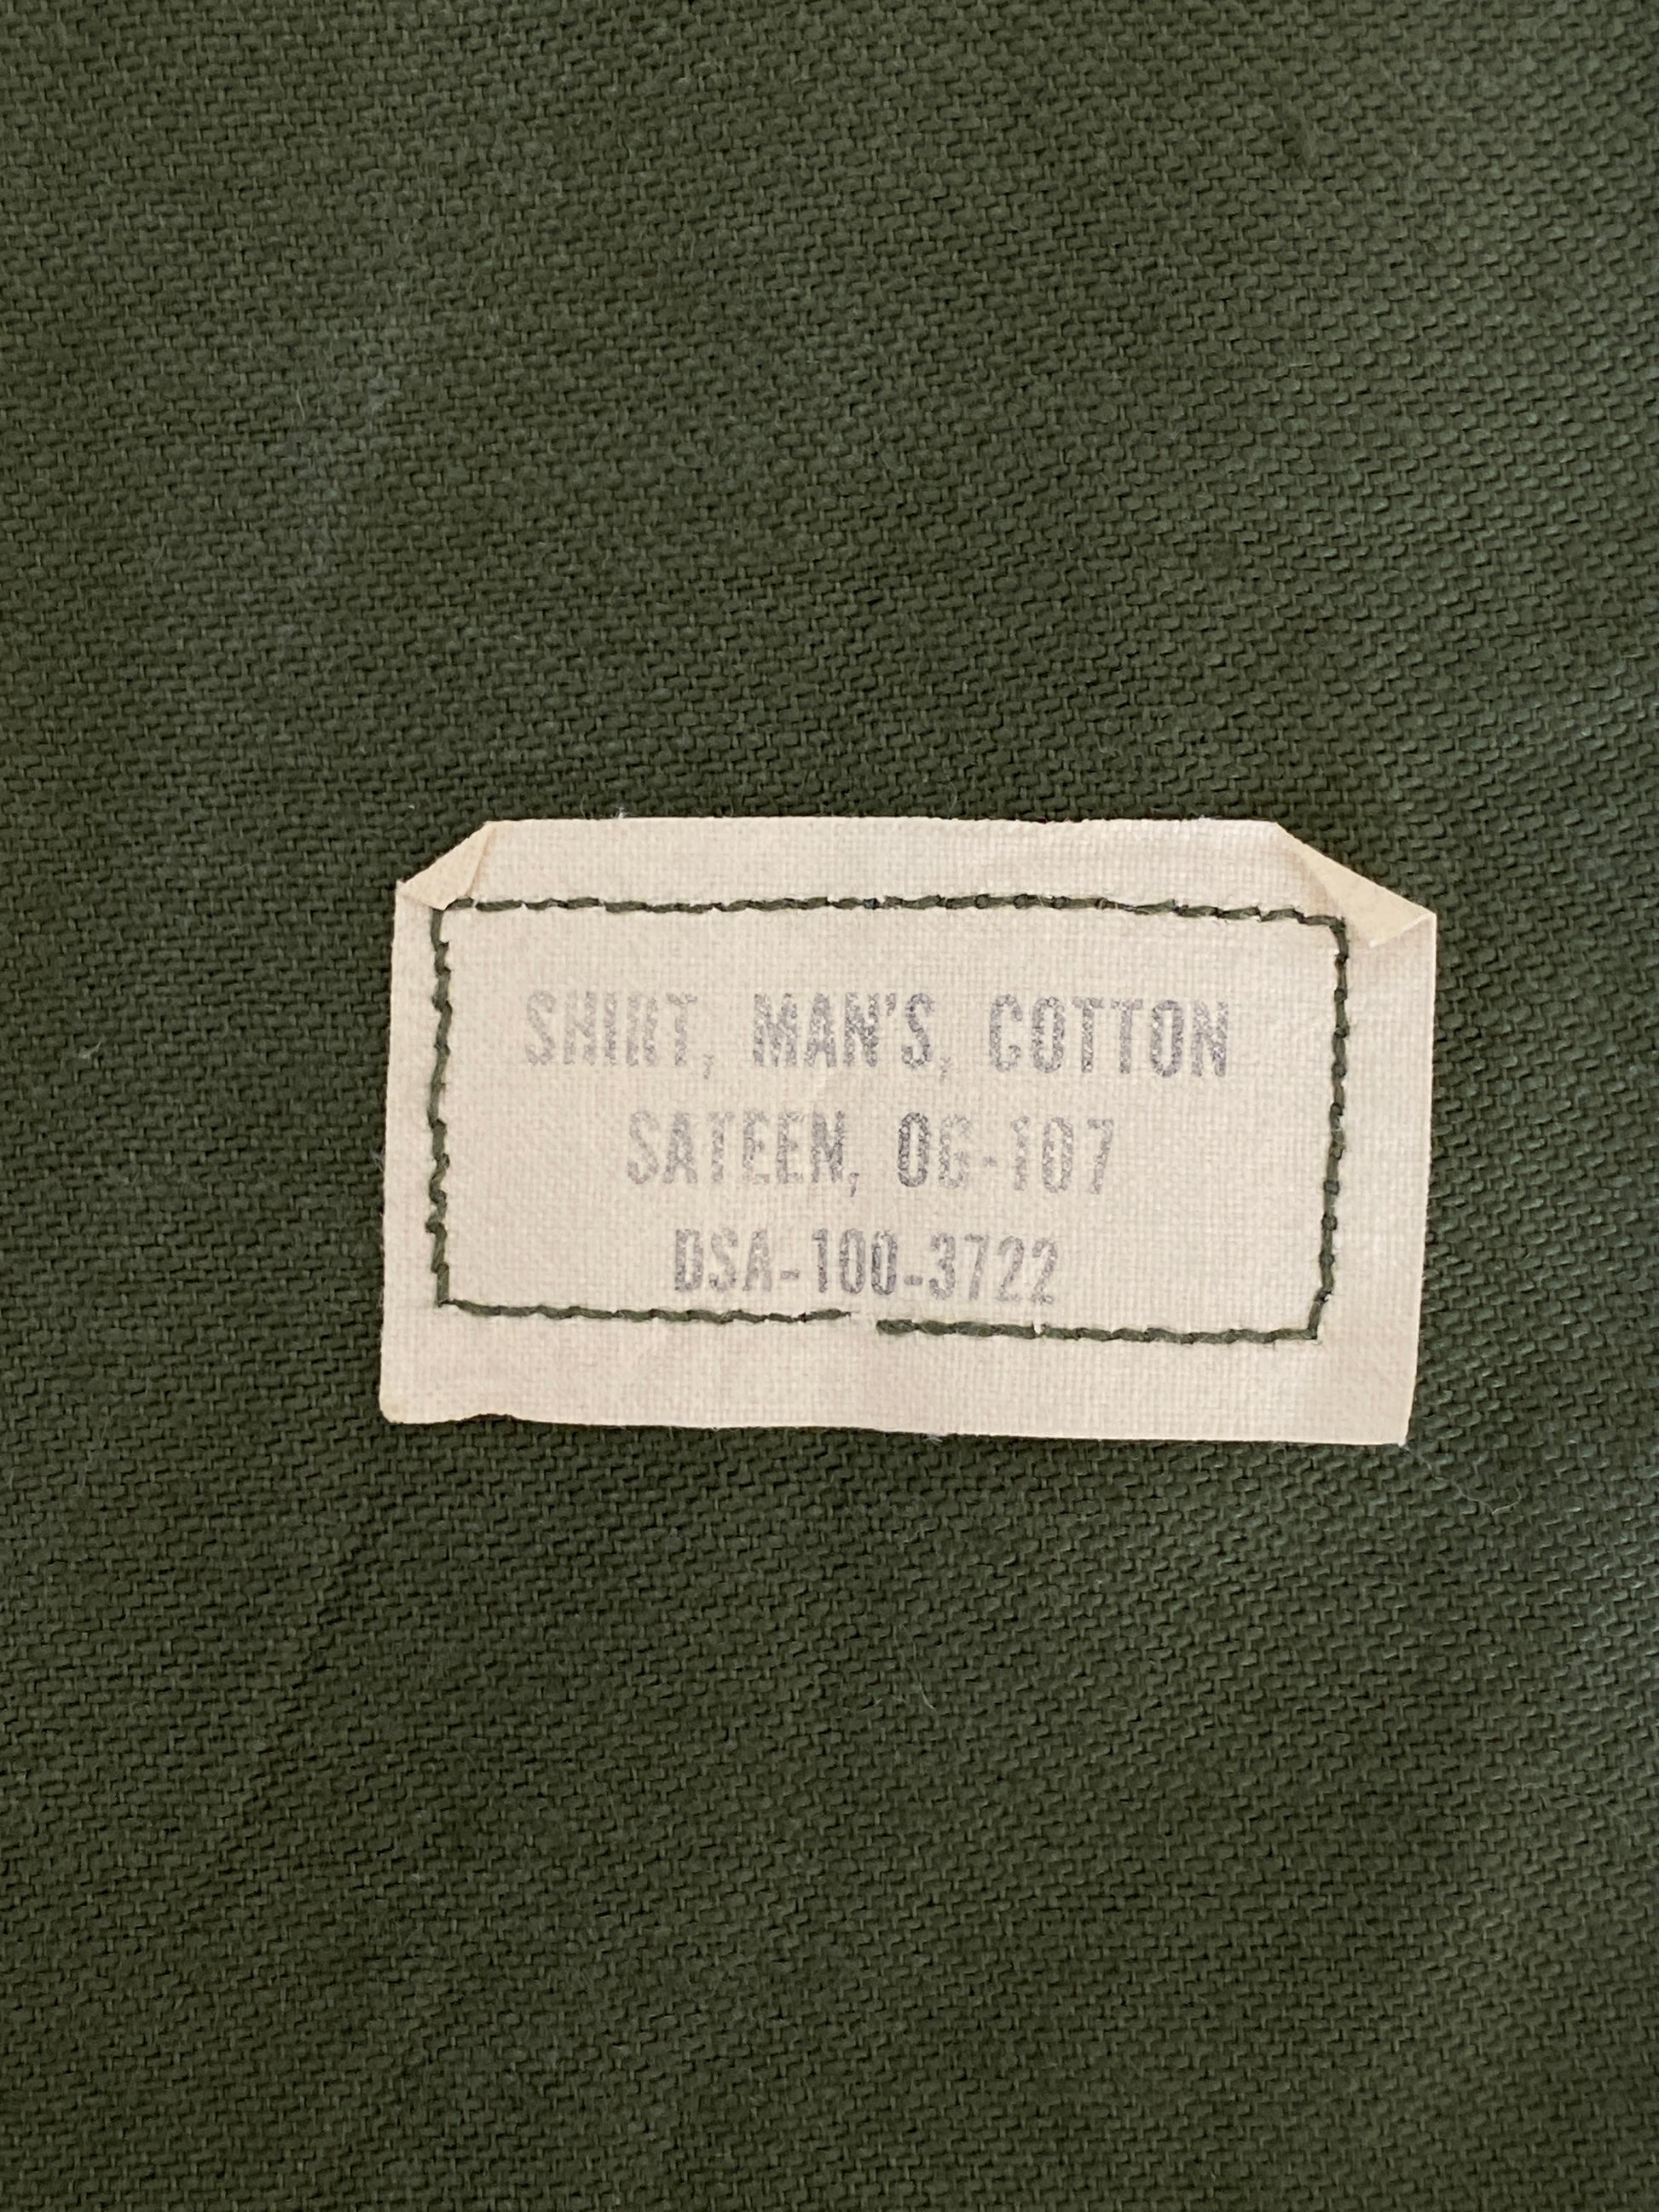 SHIRT, MAN'S, COTTON
SATEEN, OG-107
DSA-100-3722